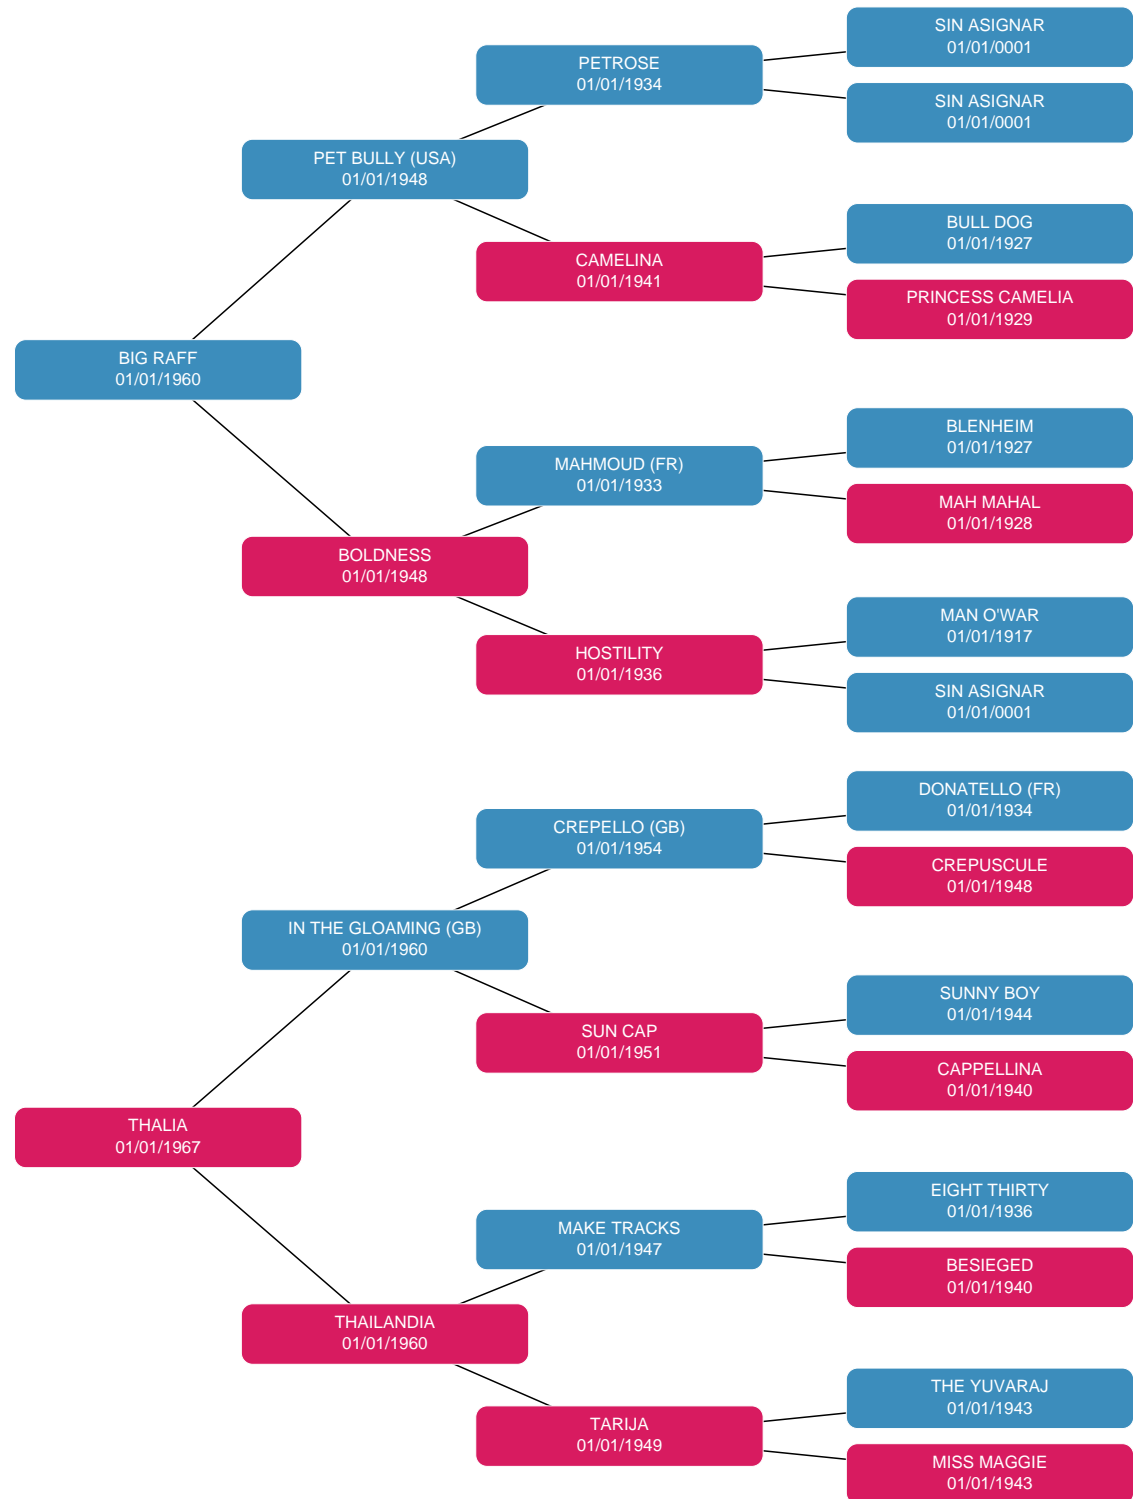 SIN ASIGNAR
01/01/0001
PETROSE
01/01/1934
SIN ASIGNAR
01/01/0001
PET BULLY (USA)
01/01/1948
BULL DOG
01/01/1927
CAMELINA
01/01/1941
PRINCESS CAMELIA
01/01/1929
BIG RAFF
01/01/1960
BLENHEIM
01/01/1927
MAHMOUD (FR)
01/01/1933
MAH MAHAL
01/01/1928
BOLDNESS
01/01/1948
MAN O'WAR
01/01/1917
HOSTILITY
01/01/1936
SIN ASIGNAR
01/01/0001
DONATELLO (FR)
01/01/1934
CREPELLO (GB)
01/01/1954
CREPUSCULE
01/01/1948
IN THE GLOAMING (GB)
01/01/1960
SUNNY BOY
01/01/1944
SUN CAP
01/01/1951
CAPPELLINA
01/01/1940
THALIA
01/01/1967
EIGHT THIRTY
01/01/1936
MAKE TRACKS
01/01/1947
BESIEGED
01/01/1940
THAILANDIA
01/01/1960
THE YUVARAJ
01/01/1943
TARIJA
01/01/1949
MISS MAGGIE
01/01/1943